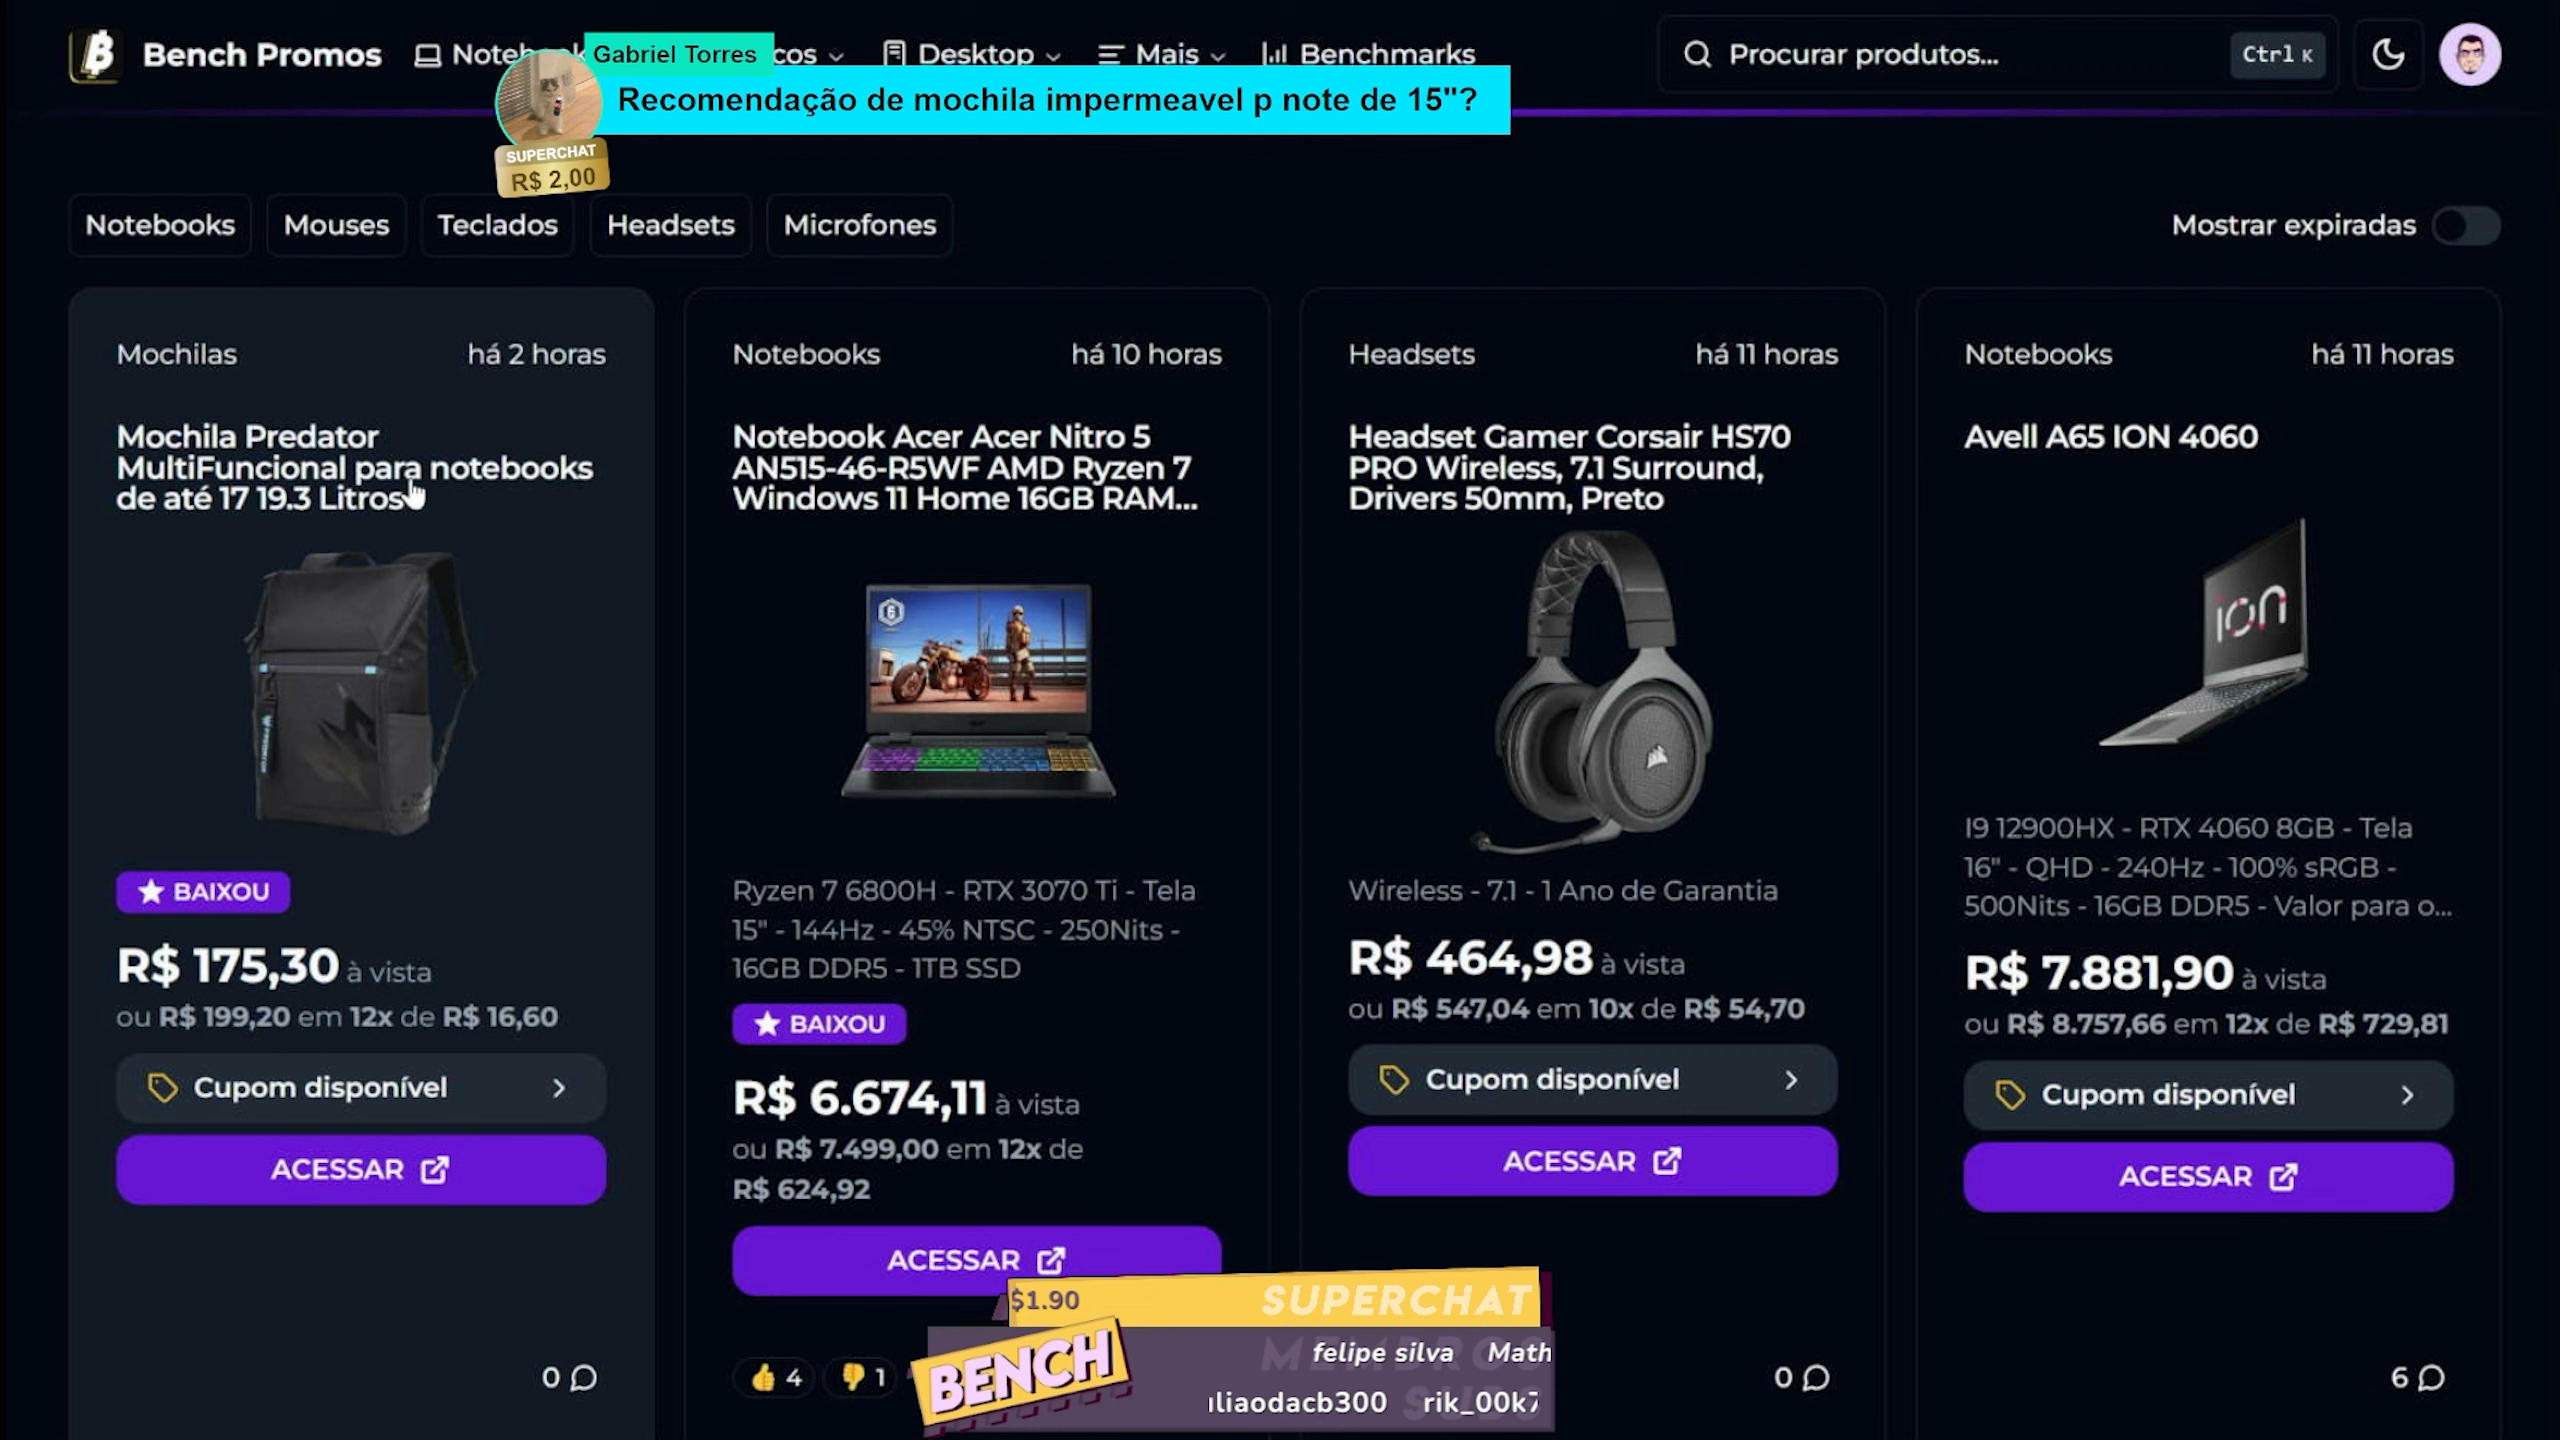 Bench Promos
Gabriel Torres
cos
Desktop
Mais
Benchmarks
Procurar produtos...
Ctrl K
Recomendação de mochila impermeavel p note de 15"?
SUPERCHAT
R$ 2,00
Notebooks
Mouses
Teclados
Headsets
Microfones
Mostrar expiradas
Mochilas
há 2 horas
Mochila Predator
MultiFuncional para notebooks
de até 17 19.3 Litros
BAIXOU
R$ 175,30 à vista
ou R$ 199,20 em 12x de R$ 16,60
Cupom disponível
ACESSAR
0
Notebooks
há 10 horas
Notebook Acer Acer Nitro 5
AN515-46-R5WF AMD Ryzen 7
Windows 11 Home 16GB RAM...
Ryzen 7 6800H - RTX 3070 Ti - Tela
15" - 144Hz - 45% NTSC - 250Nits -
16GB DDR5 - 1TB SSD
BAIXOU
R$ 6.674,11 à vista
ou R$ 7.499,00 em 12x de
R$ 624,92
ACESSAR
4
1
Headsets
há 11 horas
Headset Gamer Corsair HS70
PRO Wireless, 7.1 Surround,
Drivers 50mm, Preto
Wireless - 7.1 - 1 Ano de Garantia
R$ 464,98 à vista
ou R$ 547,04 em 10x de R$ 54,70
Cupom disponível
ACESSAR
0
Notebooks
há 11 horas
Avell A65 ION 4060
ion
I9 12900HX - RTX 4060 8GB - Tela
16" - QHD - 240Hz - 100% sRGB -
500Nits - 16GB DDR5 - Valor para o...
R$ 7.881,90 à vista
ou R$ 8.757,66 em 12x de R$ 729,81
Cupom disponível
ACESSAR
6
$1.90
SUPERCHAT
MEMBROS
SUBS
BENCH
felipe silva Math
liaodacb300 rik_00k7